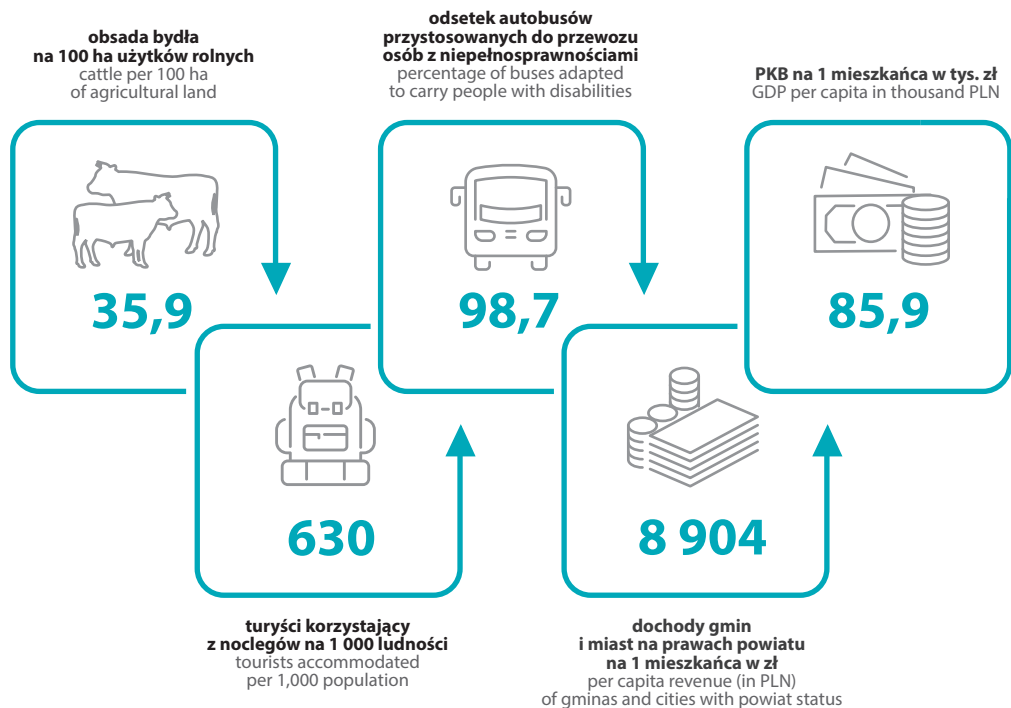 obsada bydła
na 100 ha użytków rolnych
cattle per 100 ha
of agricultural land
35,9
odsetek autobusów
przystosowanych do przewozu
osób z niepełnosprawnościami
percentage of buses adapted
to carry people with disabilities
98,7
PKB na 1 mieszkańca w tys. zł
GDP per capita in thousand PLN
85,9
630
turyści korzystający
z noclegów na 1 000 ludności
tourists accommodated
per 1,000 population
8 904
dochody gmin
i miast na prawach powiatu
na 1 mieszkańca w zł
per capita revenue (in PLN)
of gminas and cities with powiat status